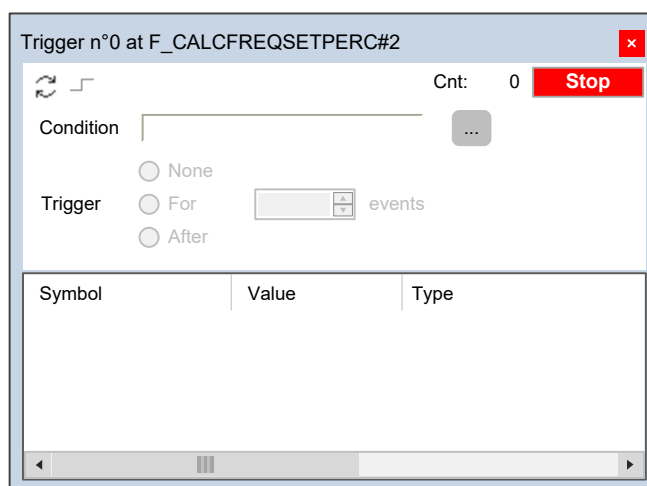 Trigger n°0 at F_CALCFREQSETPERC#2
Cnt: 0 Stop
Condition ...
None
Trigger For events
After
Symbol Value Type